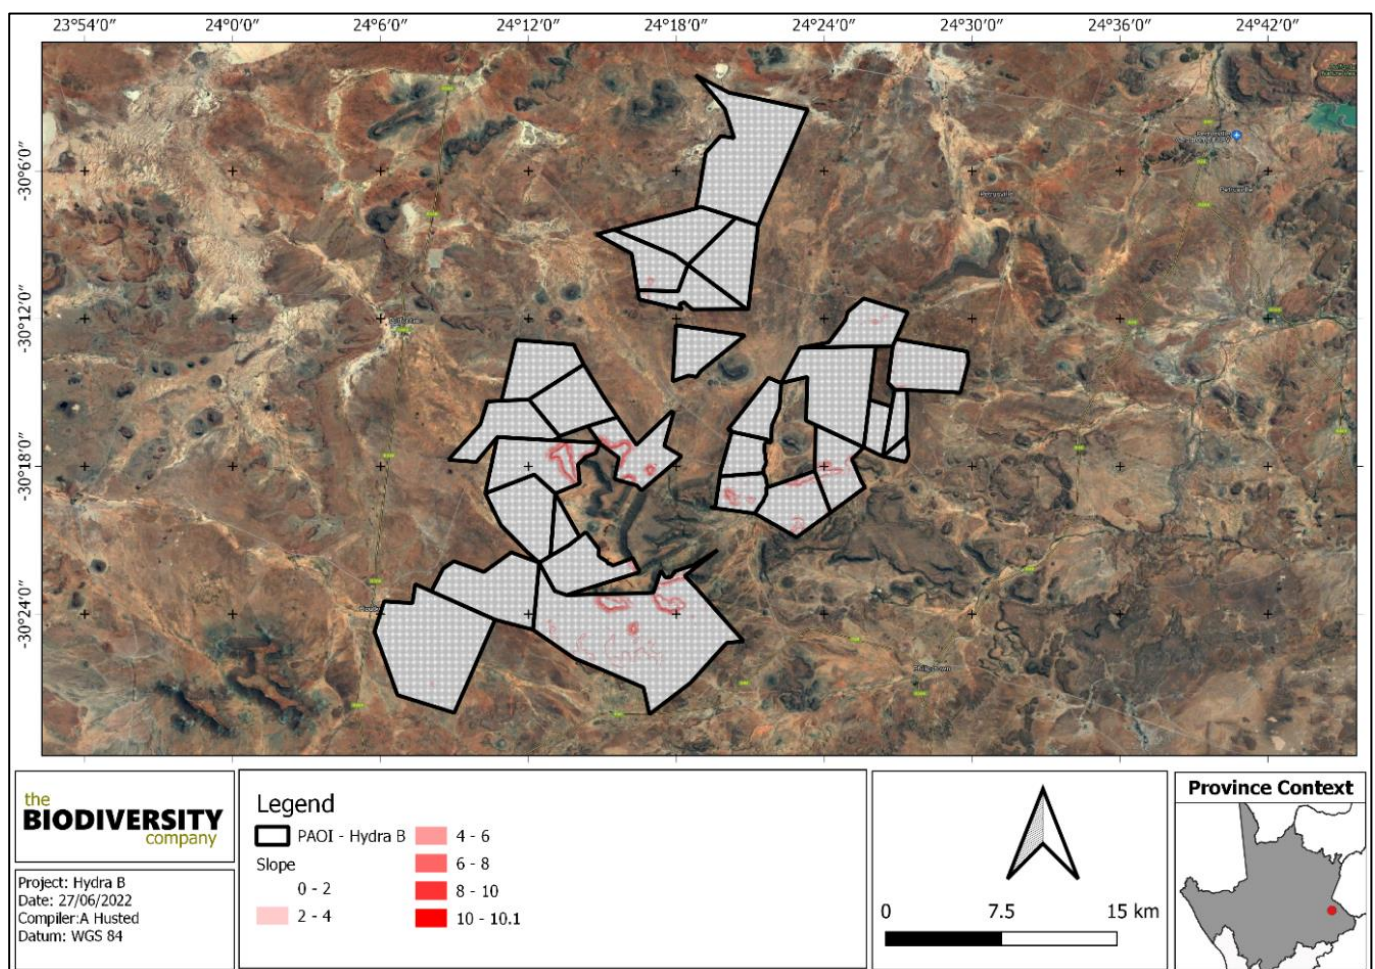 23°54′0″ 24°0′0″ 24°6′0″ 24°12′0″ 24°18′0″ 24°24′0″ 24°30′0″ 24°36′0″ 24°42′0″
-30°6′0″
-30°12′0″
-30°18′0″
-30°24′0″
Petrusville
the
BIODIVERSITY
company
Project: Hydra B
Date: 27/06/2022
Compiler:A Husted
Datum: WGS 84
Legend
PAOI - Hydra B
Slope
0 - 2
2 - 4
4 - 6
6 - 8
8 - 10
10 - 10.1
0 7.5 15 km
Province Context